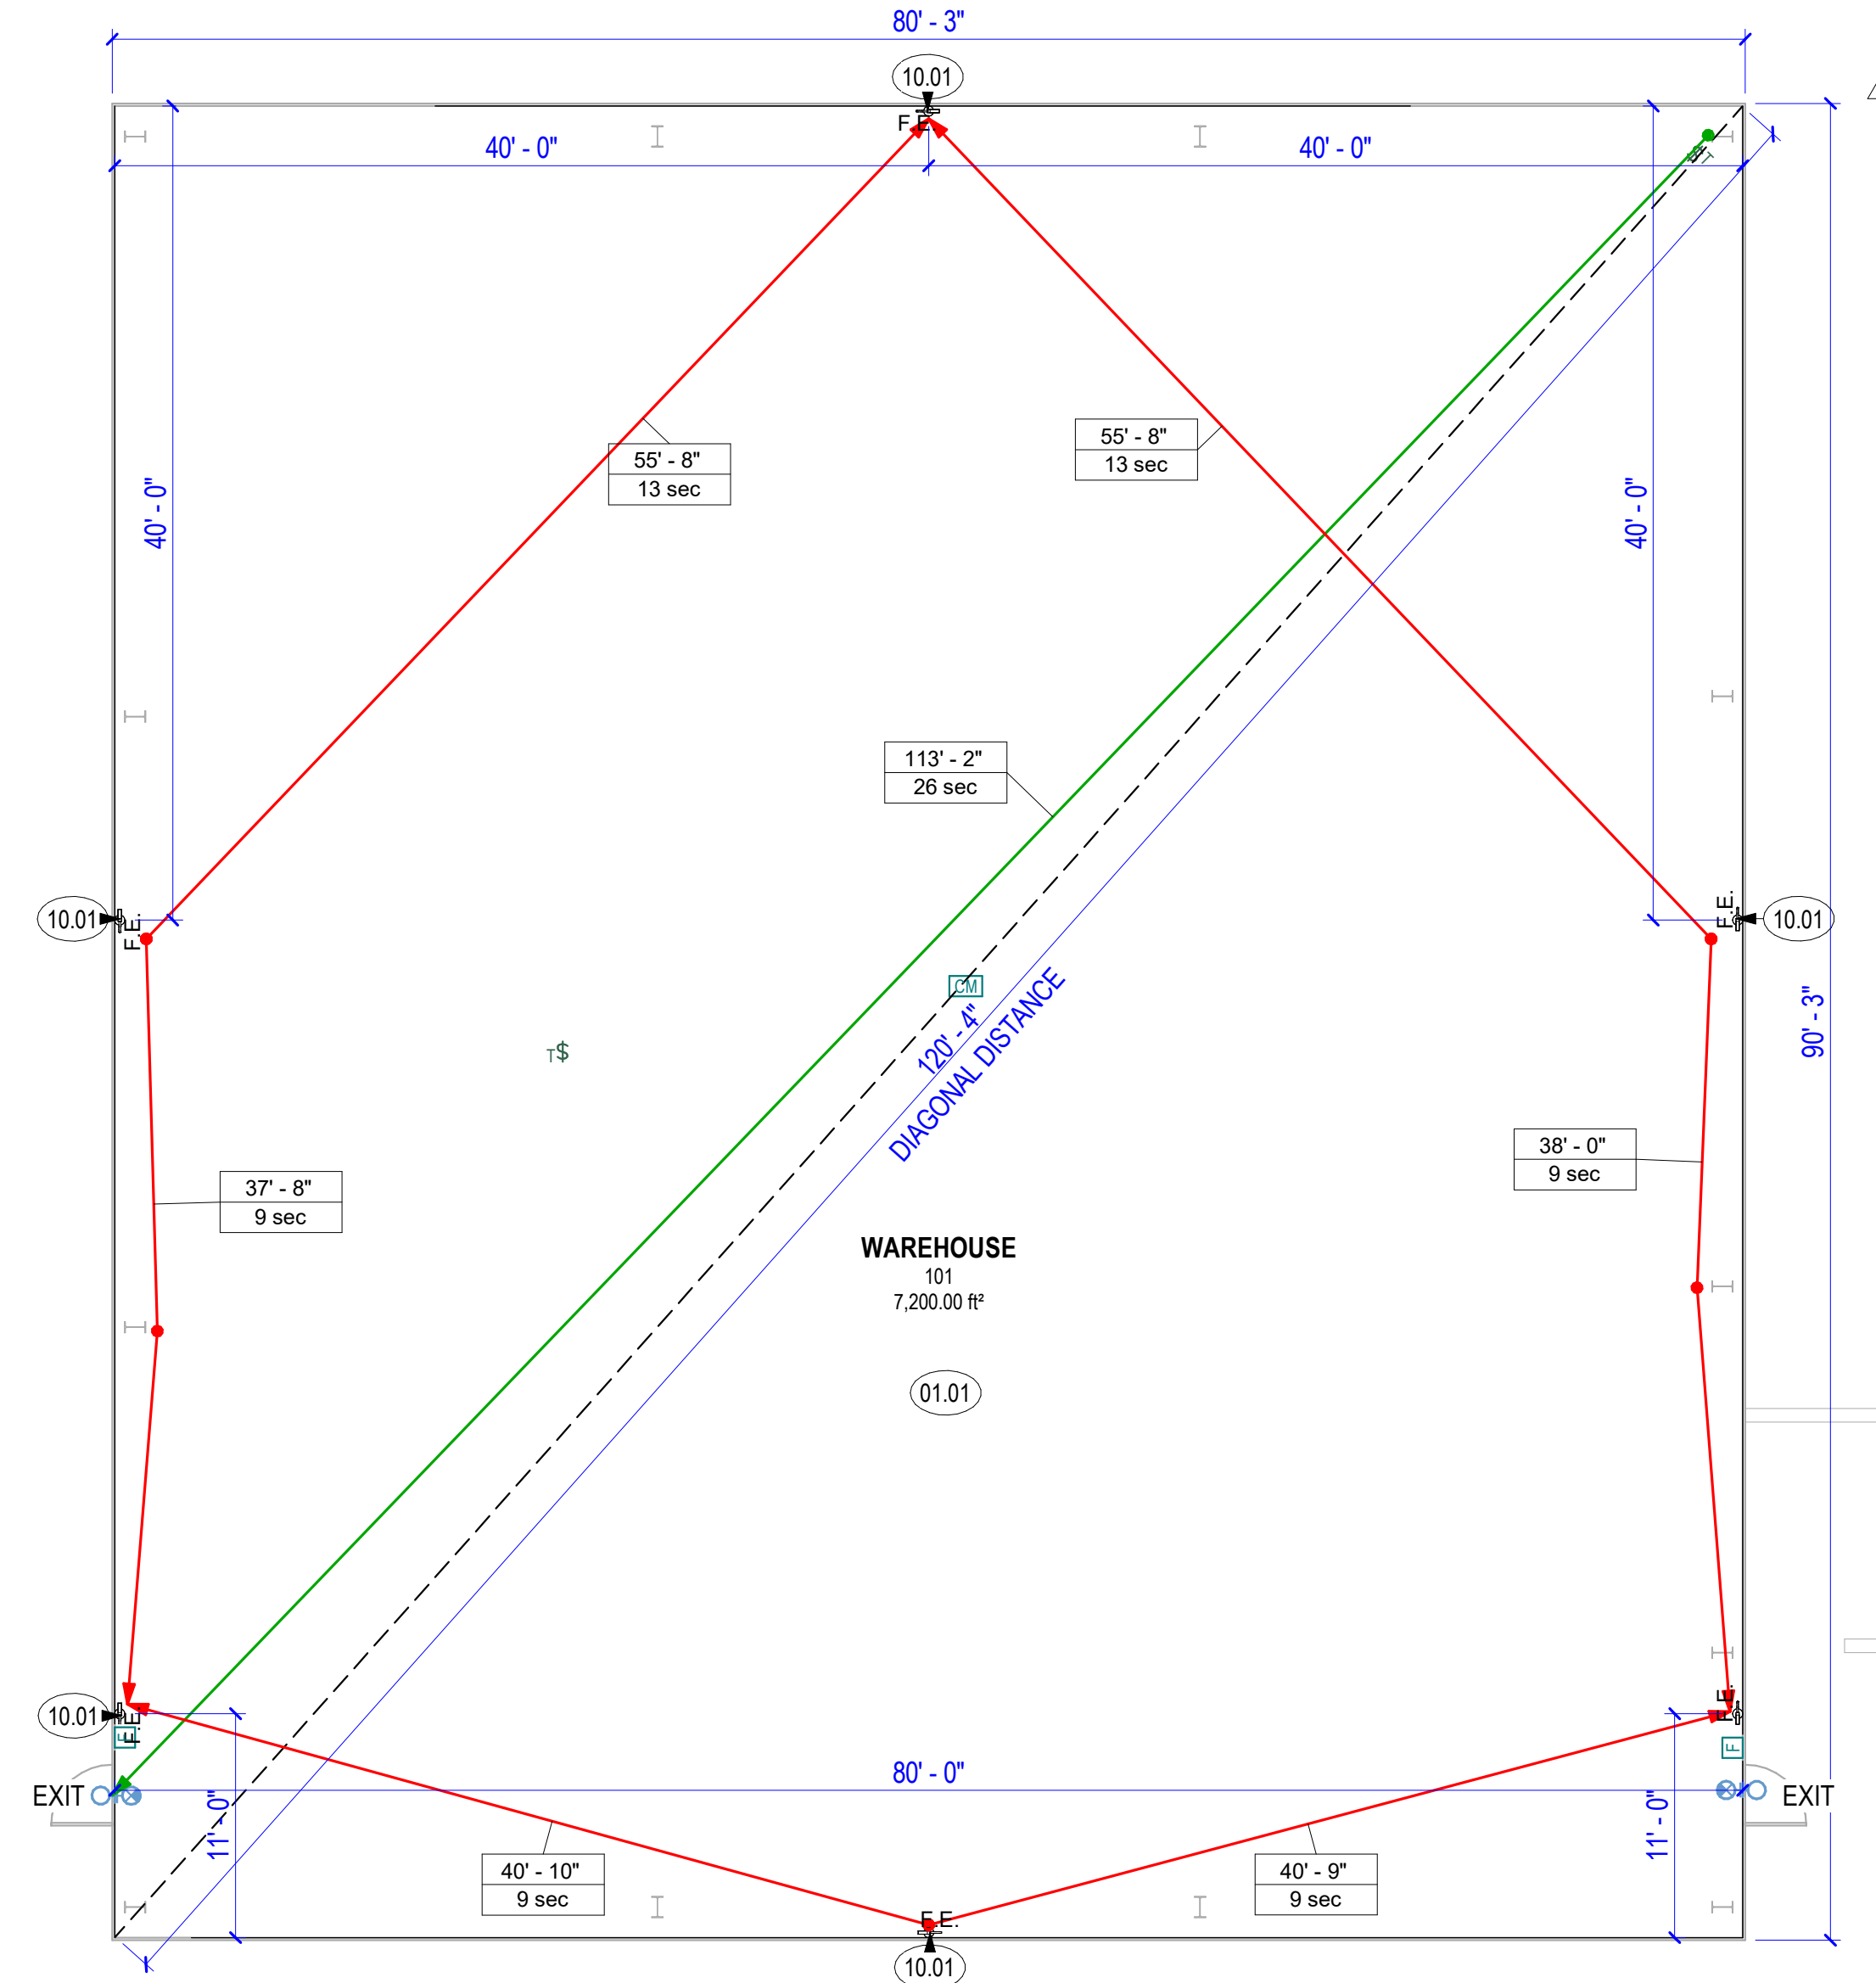 80' - 3"
10.01
F.E.
40' - 0"
40' - 0"
$
T
55' - 8"
13 sec
55' - 8"
13 sec
40' - 0"
40' - 0"
113' - 2"
26 sec
10.01
F.E.
F.E.
10.01
CM
120' - 4"
DIAGONAL DISTANCE
90' - 3"
T$
38' - 0"
9 sec
37' - 8"
9 sec
WAREHOUSE
101
7,200.00 ft²
01.01
10.01
F.E.
F
F.E.
F
80' - 0"
EXIT
EXIT
11' - 0"
11' - 0"
40' - 10"
9 sec
40' - 9"
9 sec
F.E.
10.01